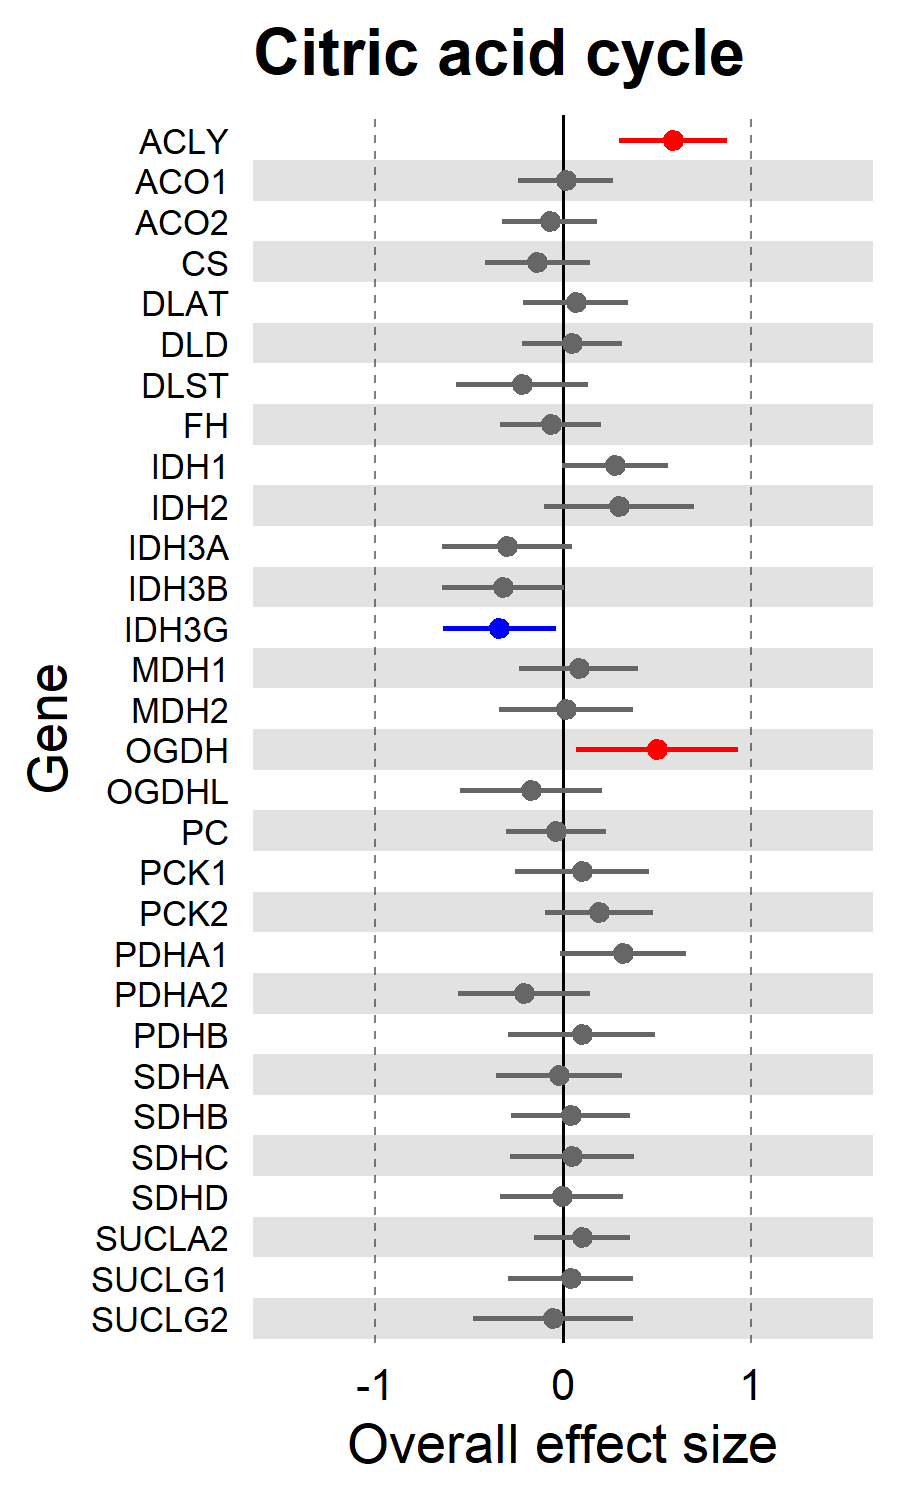 Citric acid cycle
Gene
ACLY
ACO1
ACO2
CS
DLAT
DLD
DLST
FH
IDH1
IDH2
IDH3A
IDH3B
IDH3G
MDH1
MDH2
OGDH
OGDHL
PC
PCK1
PCK2
PDHA1
PDHA2
PDHB
SDHA
SDHB
SDHC
SDHD
SUCLA2
SUCLG1
SUCLG2
-1 0 1
Overall effect size